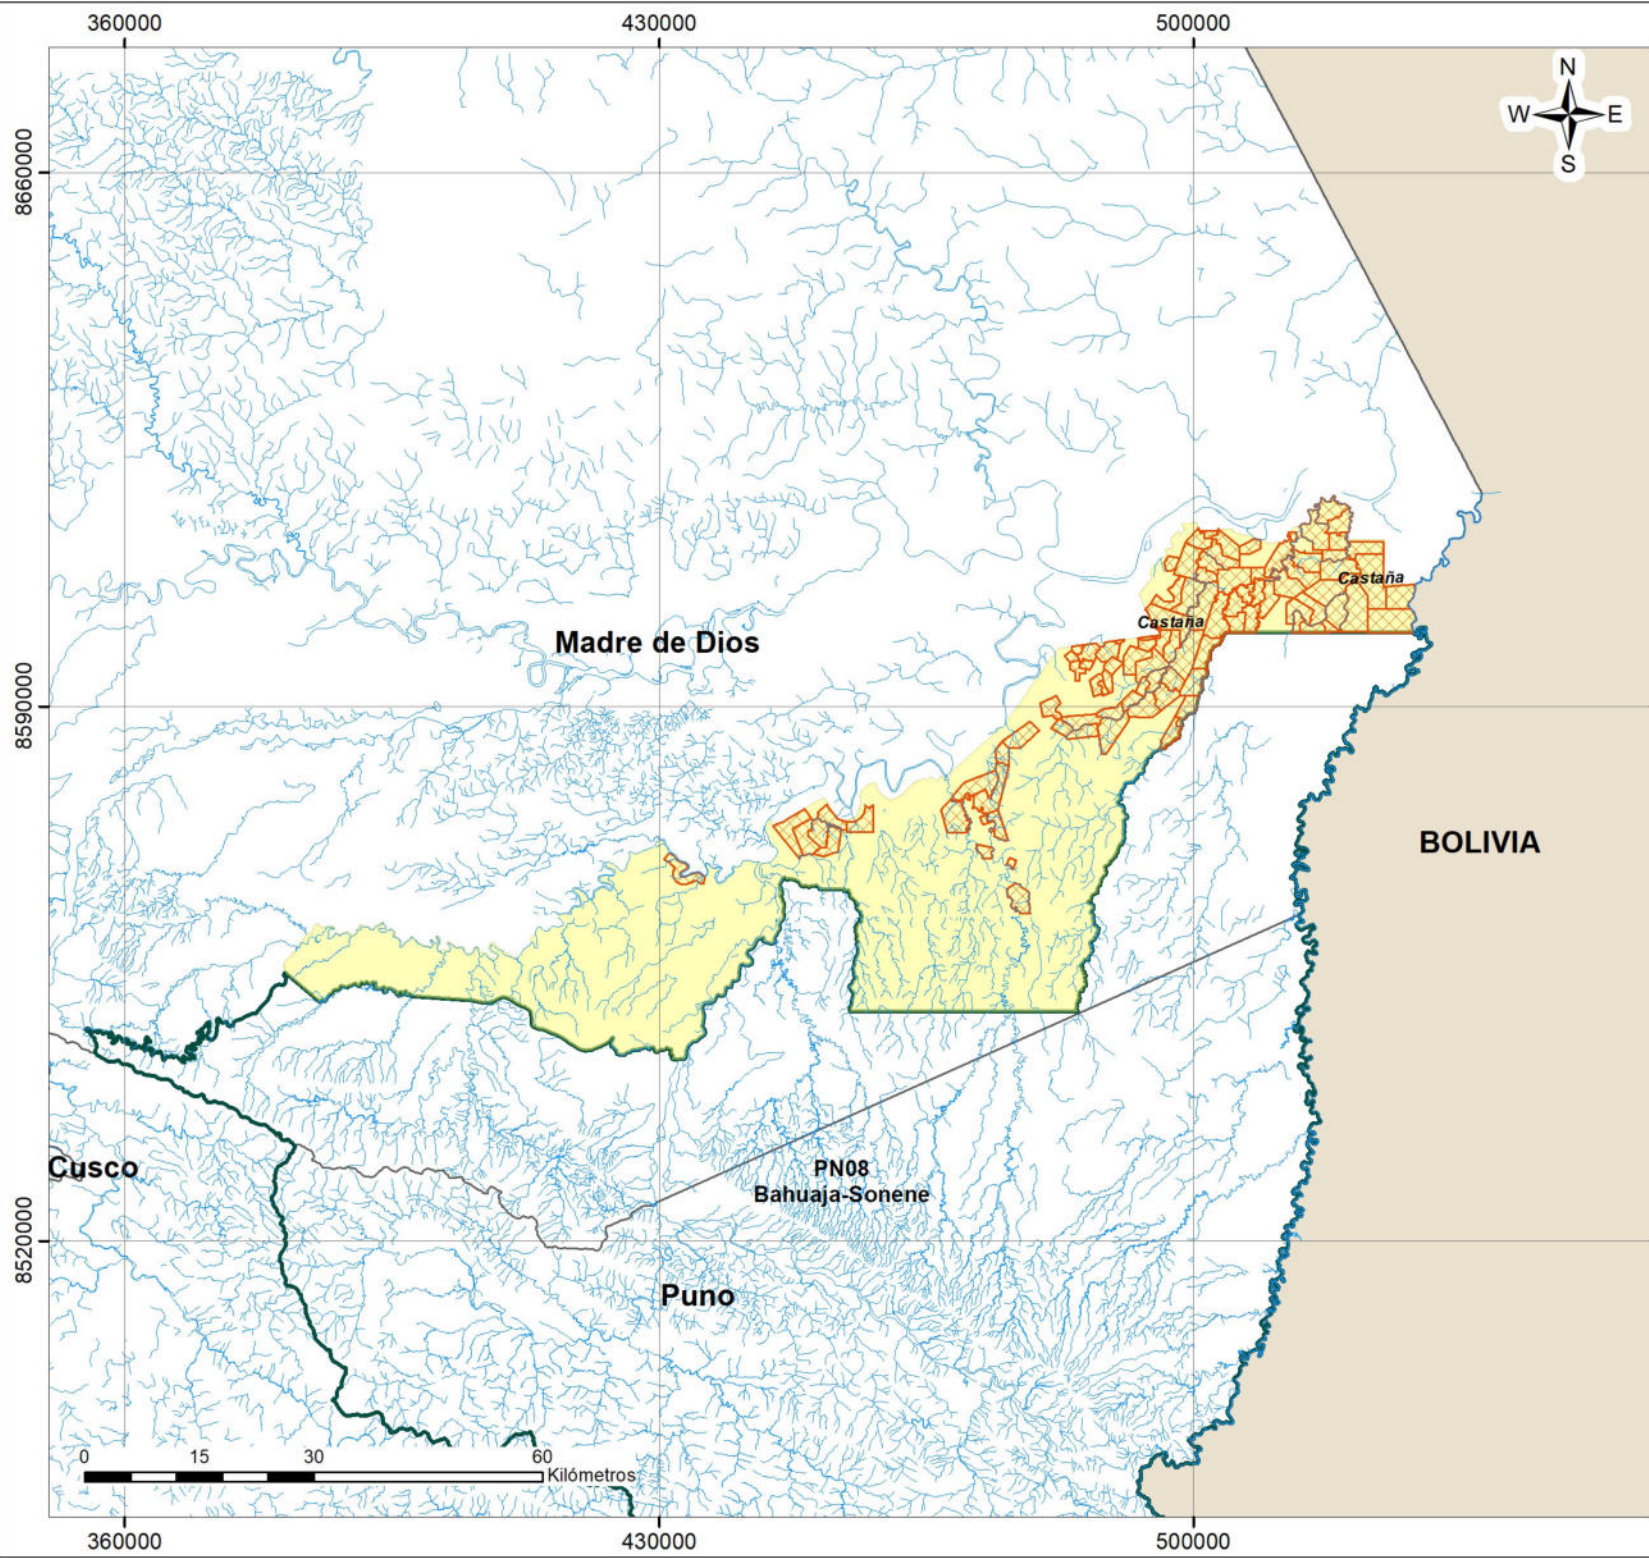 360000 430000 500000
N
W E
S
8660000
Castaña
Castaña
Madre de Dios
8590000
BOLIVIA
Cusco
PN08
Bahuaja-Sonene
8520000
Puno
0 15 30 60
Kilómetros
360000 430000 500000